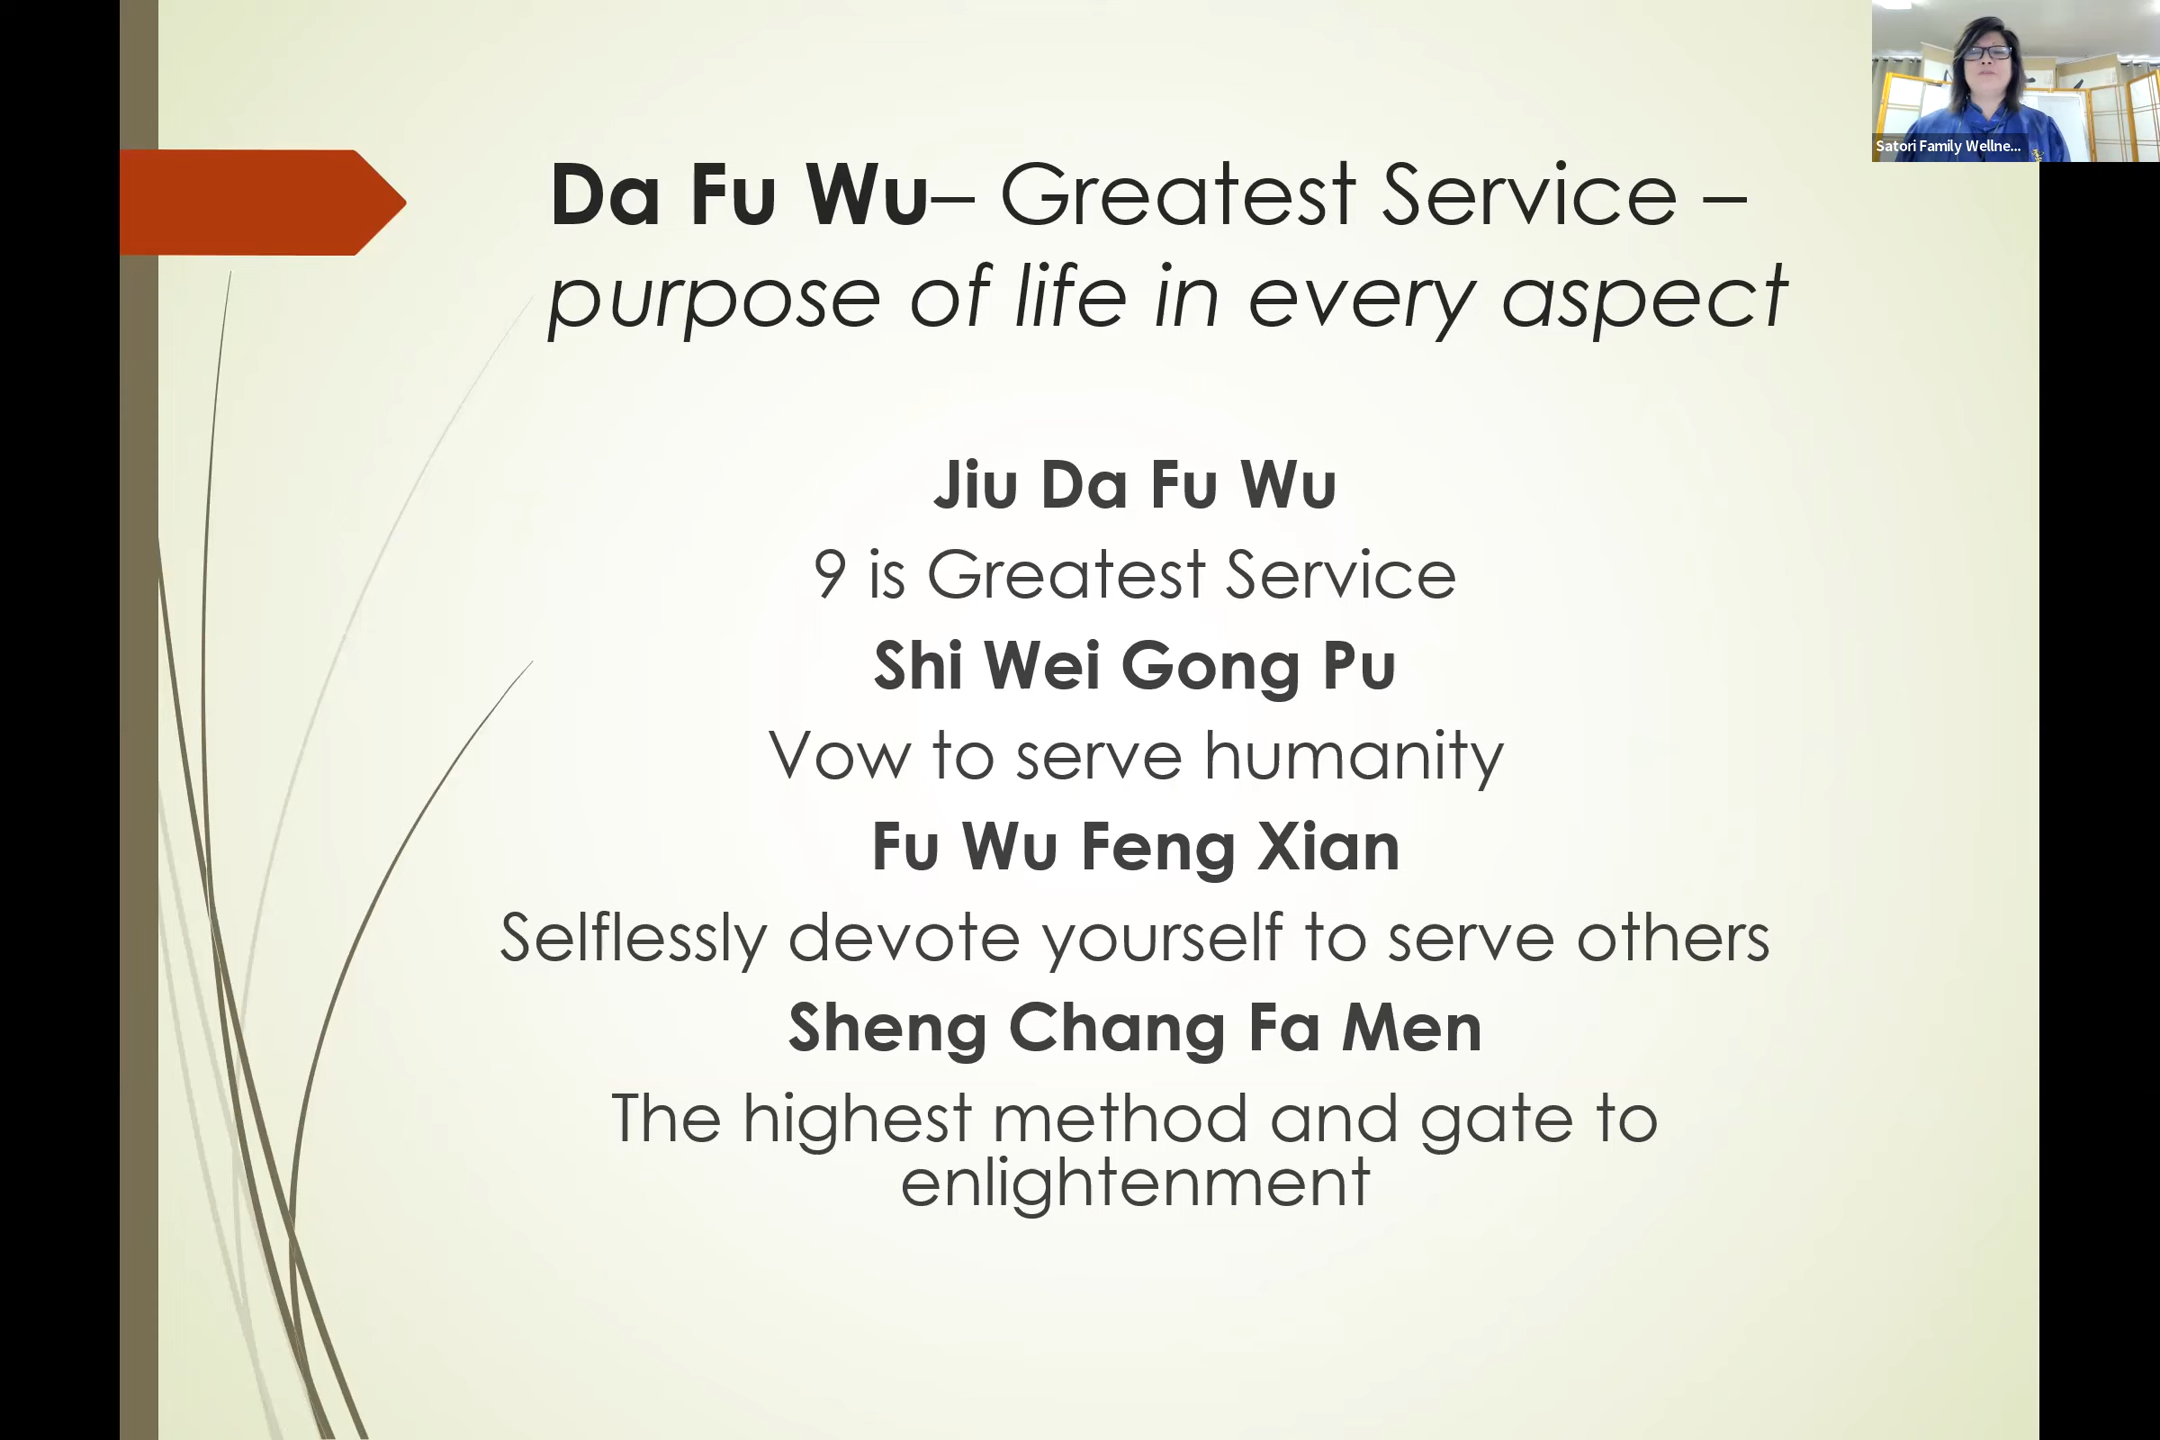 Da Fu Wu– Greatest Service –
purpose of life in every aspect
Jiu Da Fu Wu
9 is Greatest Service
Shi Wei Gong Pu
Vow to serve humanity
Fu Wu Feng Xian
Selflessly devote yourself to serve others
Sheng Chang Fa Men
The highest method and gate to
enlightenment
Satori Family Wellne...